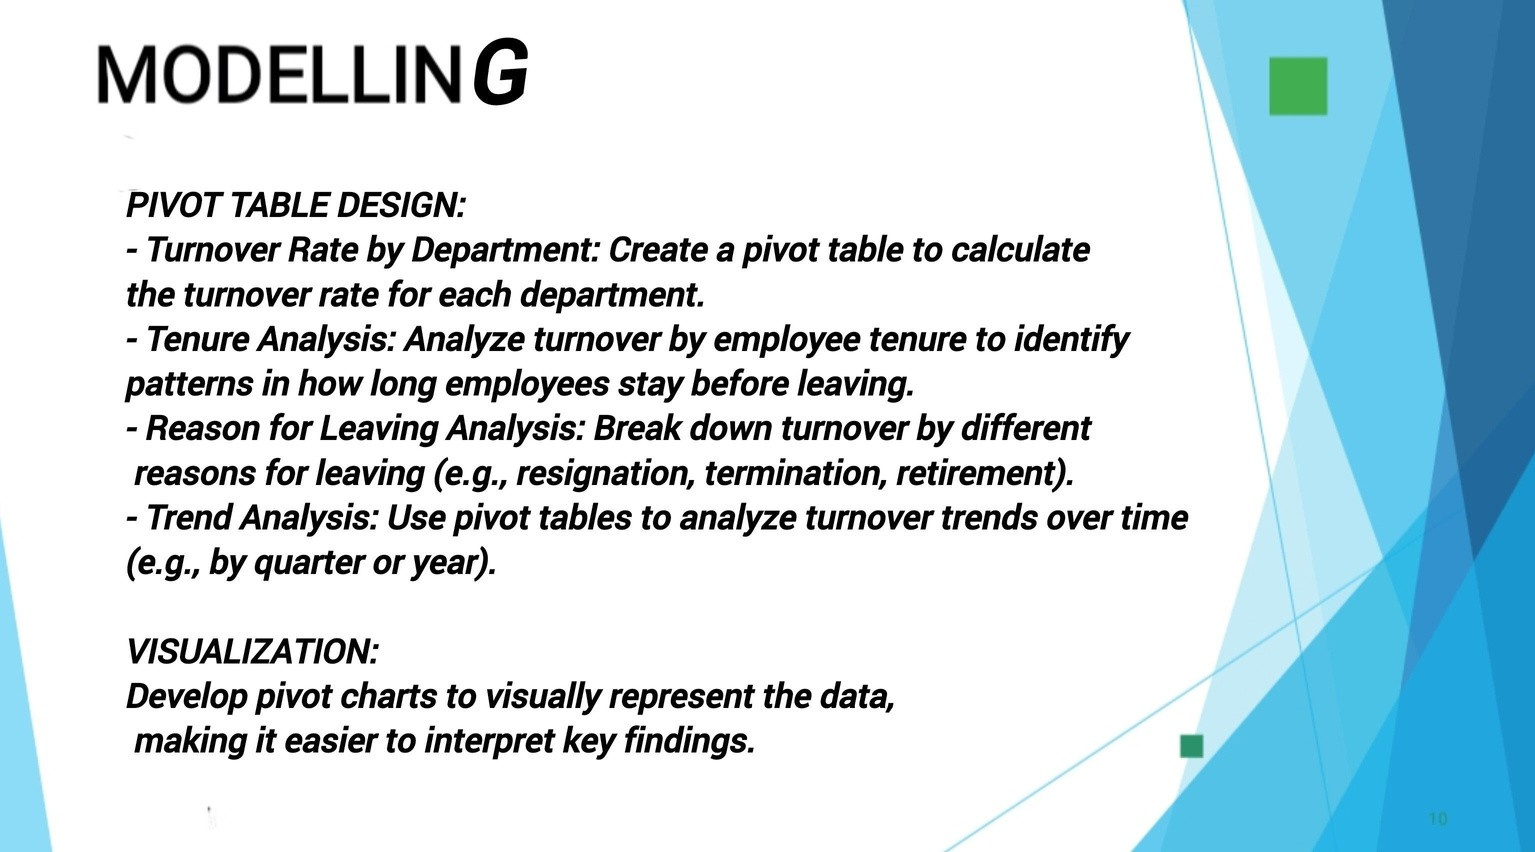 MODELLING
PIVOT TABLE DESIGN:
- Turnover Rate by Department: Create a pivot table to calculate
the turnover rate for each department.
- Tenure Analysis: Analyze turnover by employee tenure to identify
patterns in how long employees stay before leaving.
- Reason for Leaving Analysis: Break down turnover by different
reasons for leaving (e.g., resignation, termination, retirement).
- Trend Analysis: Use pivot tables to analyze turnover trends over time
(e.g., by quarter or year).
VISUALIZATION:
Develop pivot charts to visually represent the data,
making it easier to interpret key findings.
10